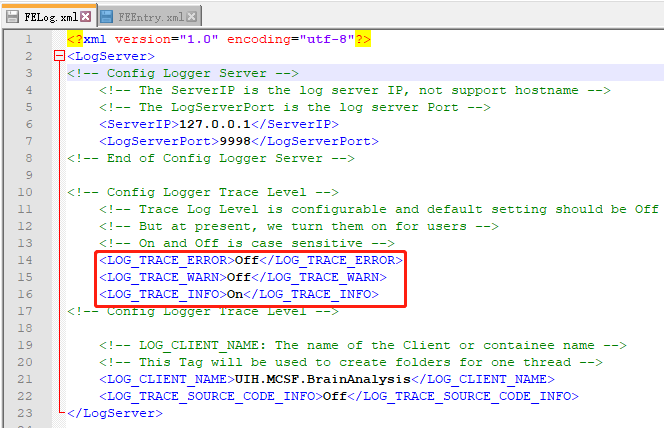 FELog.xml FEEntry.xml
1 <?xml version="1.0" encoding="utf-8"?>
2 <LogServer>
3 <!-- Config Logger Server -->
4 <!-- The ServerIP is the log server IP, not support hostname -->
5 <!-- The LogServerPort is the log server Port -->
6 <ServerIP>127.0.0.1</ServerIP>
7 <LogServerPort>9998</LogServerPort>
8 <!-- End of Config Logger Server -->
9
10 <!-- Config Logger Trace Level -->
11 <!-- Trace Log Level is configurable and default setting should be Off
12 <!-- But at present, we turn them on for users -->
13 <!-- On and Off is case sensitive -->
14 <LOG_TRACE_ERROR>Off</LOG_TRACE_ERROR>
15 <LOG_TRACE_WARN>Off</LOG_TRACE_WARN>
16 <LOG_TRACE_INFO>On</LOG_TRACE_INFO>
17 <!-- Config Logger Trace Level -->
18
19 <!-- LOG_CLIENT_NAME: The name of the Client or containee name -->
20 <!-- This Tag will be used to create folders for one thread -->
21 <LOG_CLIENT_NAME>UIH.MCSF.BrainAnalysis</LOG_CLIENT_NAME>
22 <LOG_TRACE_SOURCE_CODE_INFO>Off</LOG_TRACE_SOURCE_CODE_INFO>
23 </LogServer>